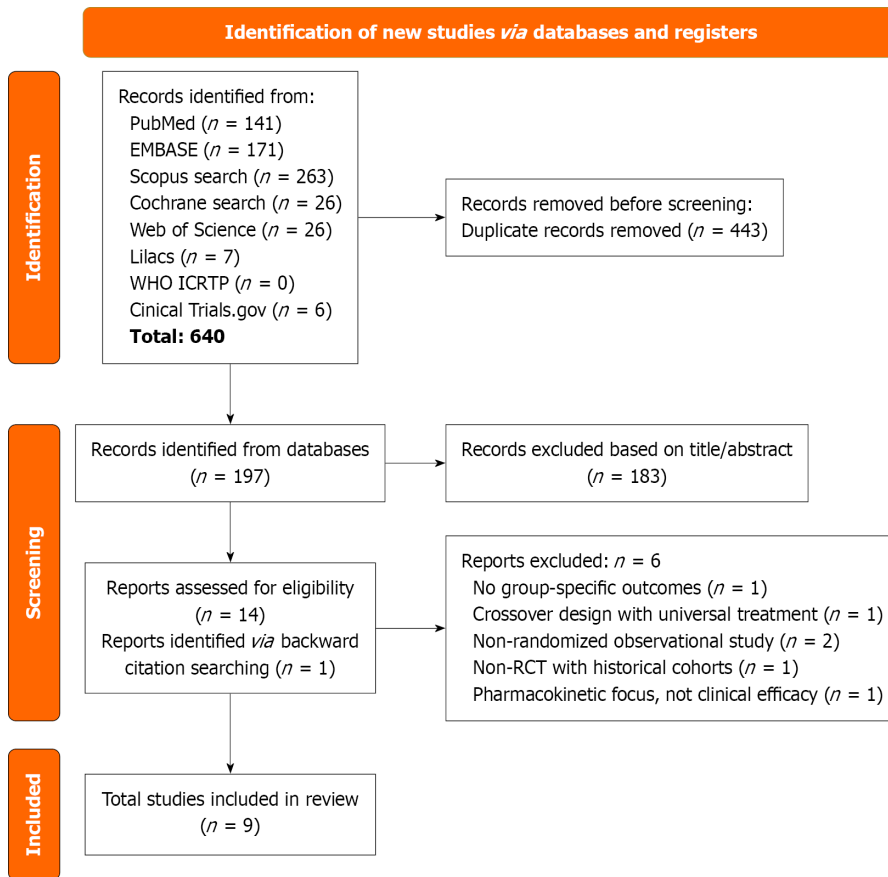 Identification of new studies via databases and registers
Identification
Records identified from:
PubMed (n = 141)
EMBASE (n = 171)
Scopus search (n = 263)
Cochrane search (n = 26)
Web of Science (n = 26)
Lilacs (n = 7)
WHO ICRTP (n = 0)
Cinical Trials.gov (n = 6)
Total: 640
Records removed before screening:
Duplicate records removed (n = 443)
Screening
Records identified from databases
(n = 197)
Records excluded based on title/abstract
(n = 183)
Reports assessed for eligibility
(n = 14)
Reports identified via backward
citation searching (n = 1)
Reports excluded: n = 6
No group-specific outcomes (n = 1)
Crossover design with universal treatment (n = 1)
Non-randomized observational study (n = 2)
Non-RCT with historical cohorts (n = 1)
Pharmacokinetic focus, not clinical efficacy (n = 1)
Included
Total studies included in review
(n = 9)